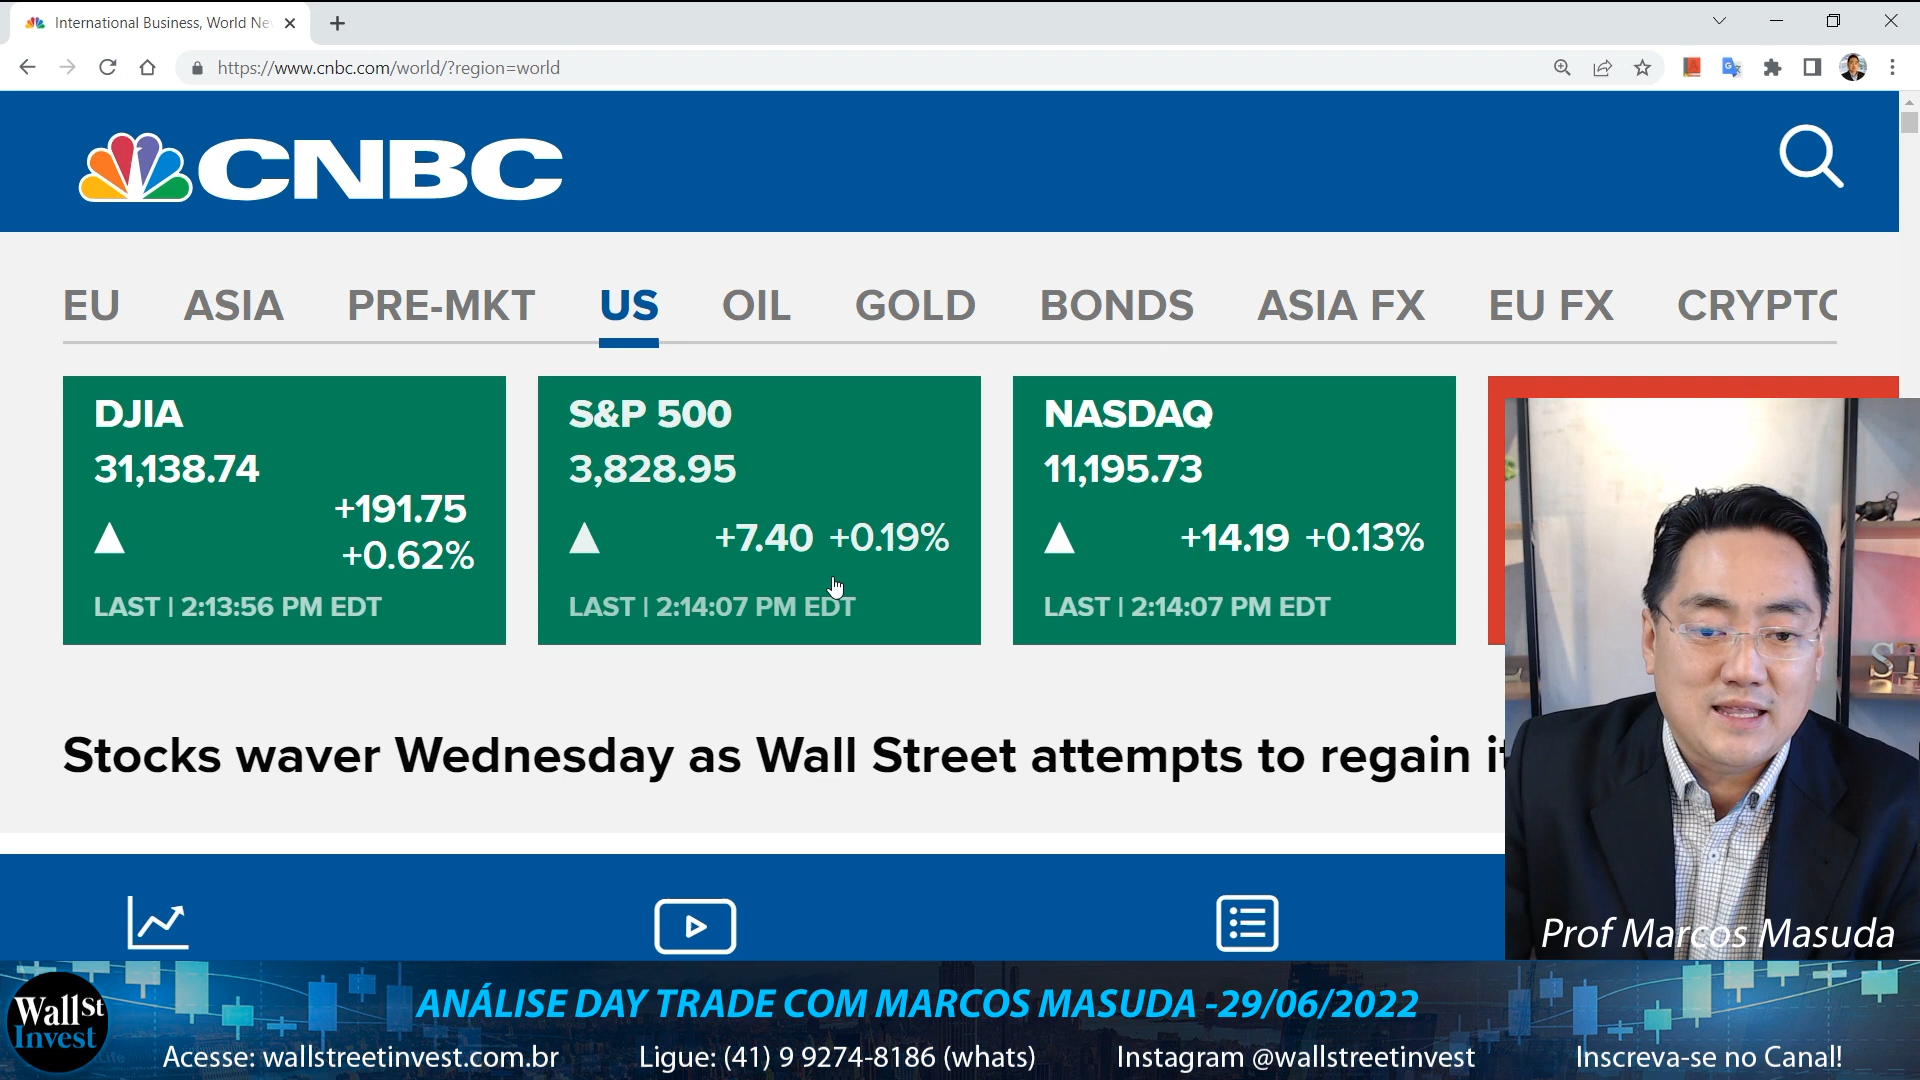 International Business, World Ne
https://www.cnbc.com/world/?region=world
CNBC
EU ASIA PRE-MKT US OIL GOLD BONDS ASIA FX EU FX CRYPTO
DJIA
31,138.74
+191.75
+0.62%
LAST | 2:13:56 PM EDT
S&P 500
3,828.95
+7.40 +0.19%
LAST | 2:14:07 PM EDT
NASDAQ
11,195.73
+14.19 +0.13%
LAST | 2:14:07 PM EDT
Stocks waver Wednesday as Wall Street attempts to regain
Prof Marcos Masuda
Wall St
Invest
ANÁLISE DAY TRADE COM MARCOS MASUDA -29/06/2022
Acesse: wallstreetinvest.com.br Ligue: (41) 9 9274-8186 (whats) Instagram @wallstreetinvest Inscreva-se no Canal!